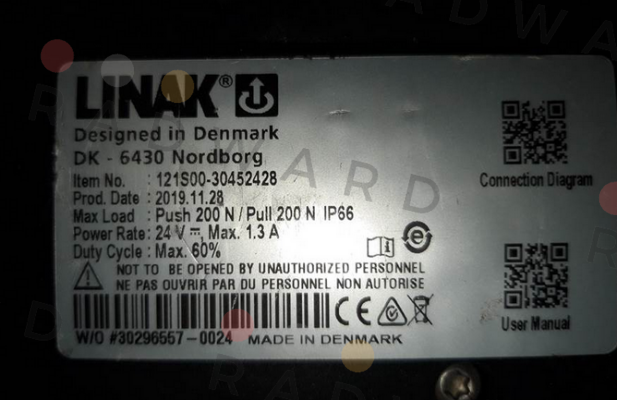 LINAK®
Designed in Denmark
DK - 6430 Nordborg
Item No. : 121S00-30452428
Prod. Date : 2019.11.28
Max Load : Push 200 N / Pull 200 N IP66
Power Rate: 24 V ⎓, Max. 1.3 A
Duty Cycle : Max. 60%
NOT TO BE OPENED BY UNAUTHORIZED PERSONNEL
NE PAS OUVRIR PAR DU PERSONNEL NON AUTORISE
W/O #30296557-0024 MADE IN DENMARK
Connection Diagram
User Manual
CE
RADWARD